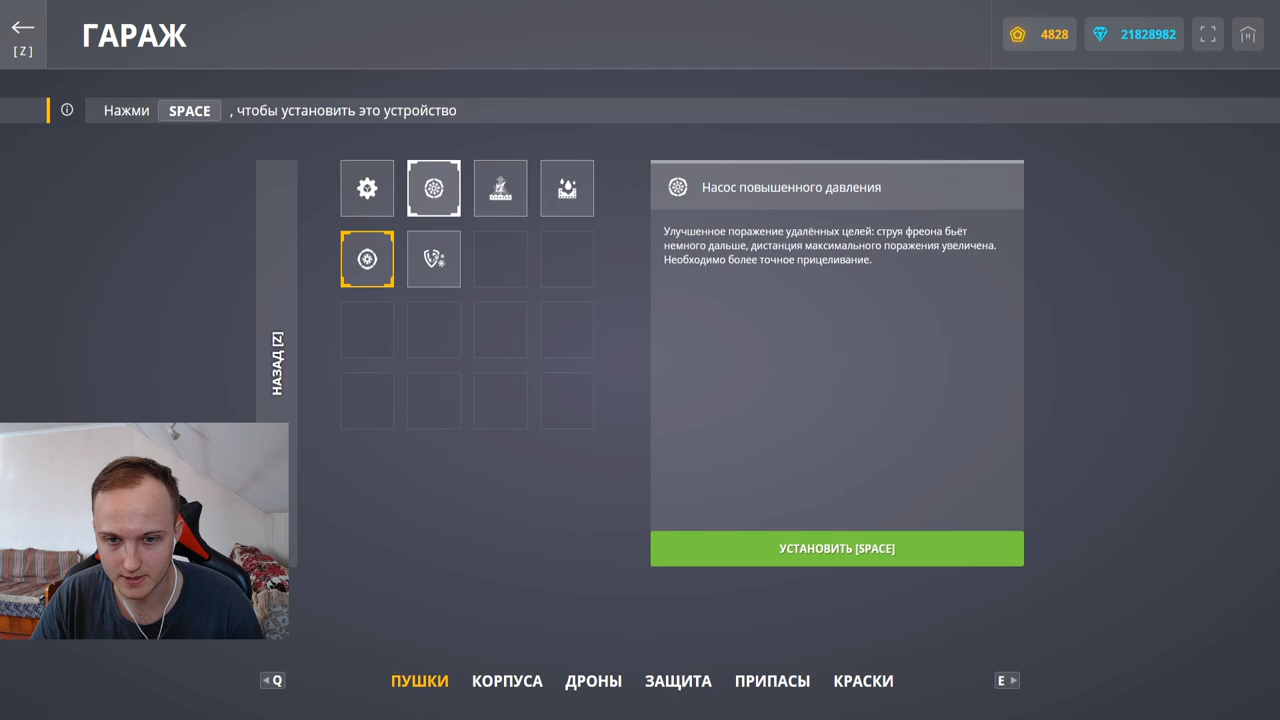 [Z]
ГАРАЖ
4828
21828982
Нажми SPACE , чтобы установить это устройство
Насос повышенного давления
Улучшенное поражение удалённых целей: струя фреона бьёт
немного дальше, дистанция максимального поражения увеличена.
Необходимо более точное прицеливание.
НАЗАД [Z]
УСТАНОВИТЬ [SPACE]
Q
ПУШКИ
КОРПУСА
ДРОНЫ
ЗАЩИТА
ПРИПАСЫ
КРАСКИ
E